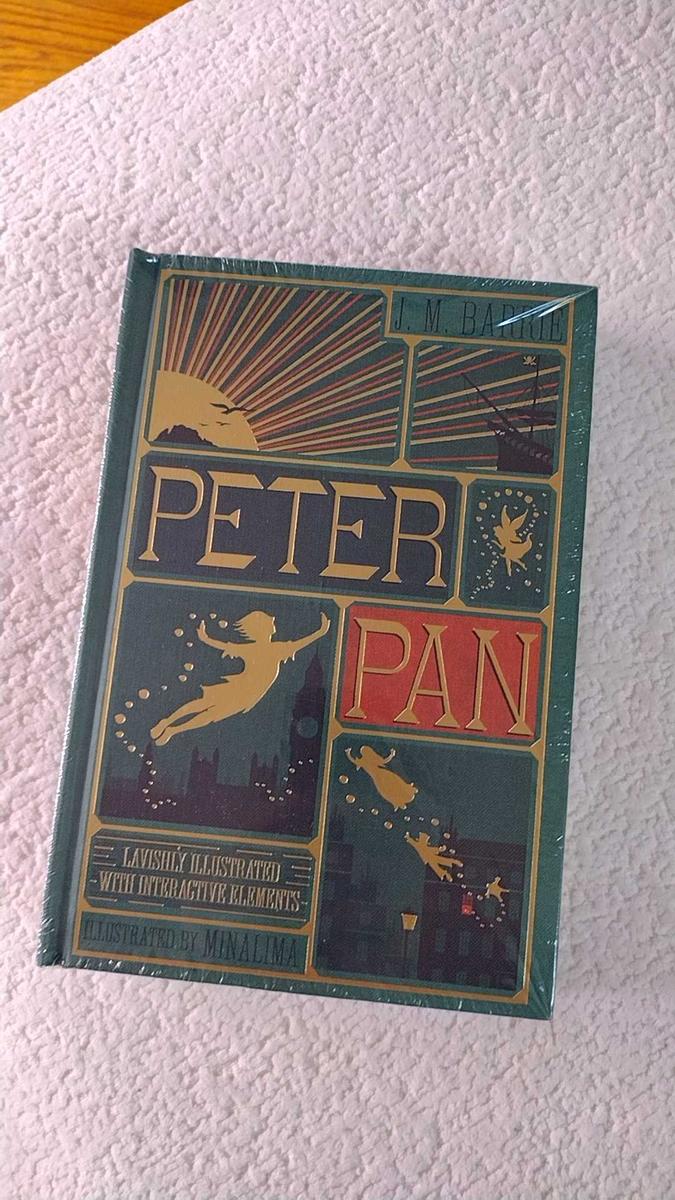 J. M. BARRIE
PETER
PAN
LAVISHLY ILLUSTRATED
WITH INTERACTIVE ELEMENTS
ILLUSTRATED BY MINALIMA